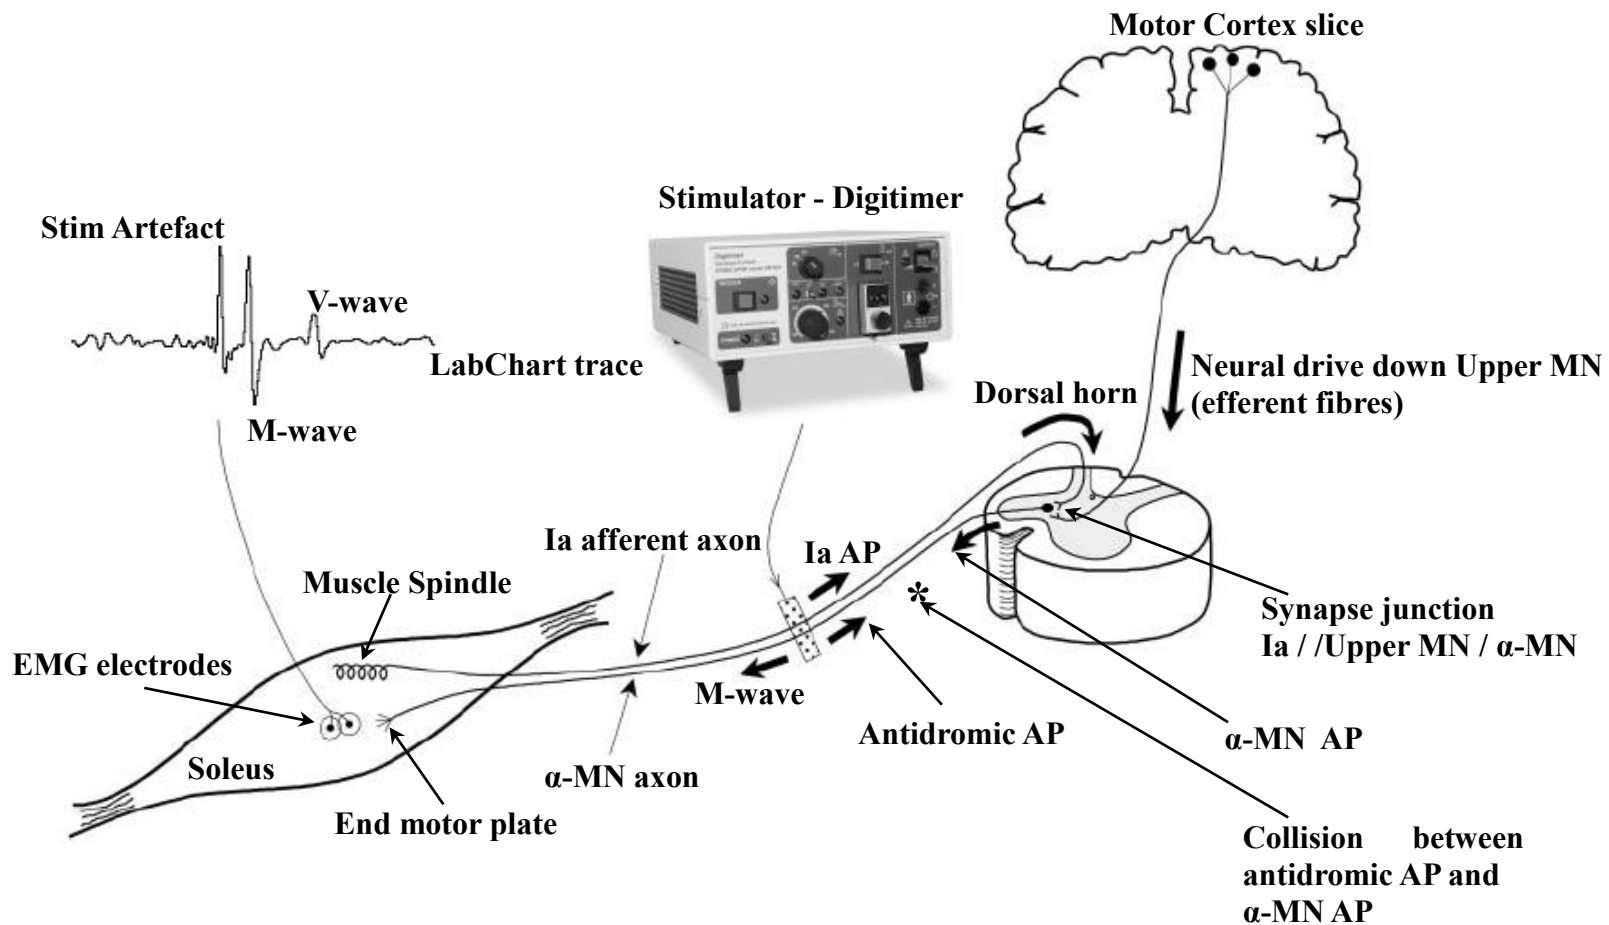 Motor Cortex slice
Stimulator - Digitimer
Stim Artefact
V-wave
LabChart trace
M-wave
Digitimer
Neural drive down Upper MN
(efferent fibres)
Dorsal horn
Ia afferent axon
Ia AP
Muscle Spindle
Synapse junction
Ia / /Upper MN / α-MN
EMG electrodes
M-wave
Antidromic AP
α-MN AP
Soleus
α-MN axon
End motor plate
Collision between
antidromic AP and
α-MN AP